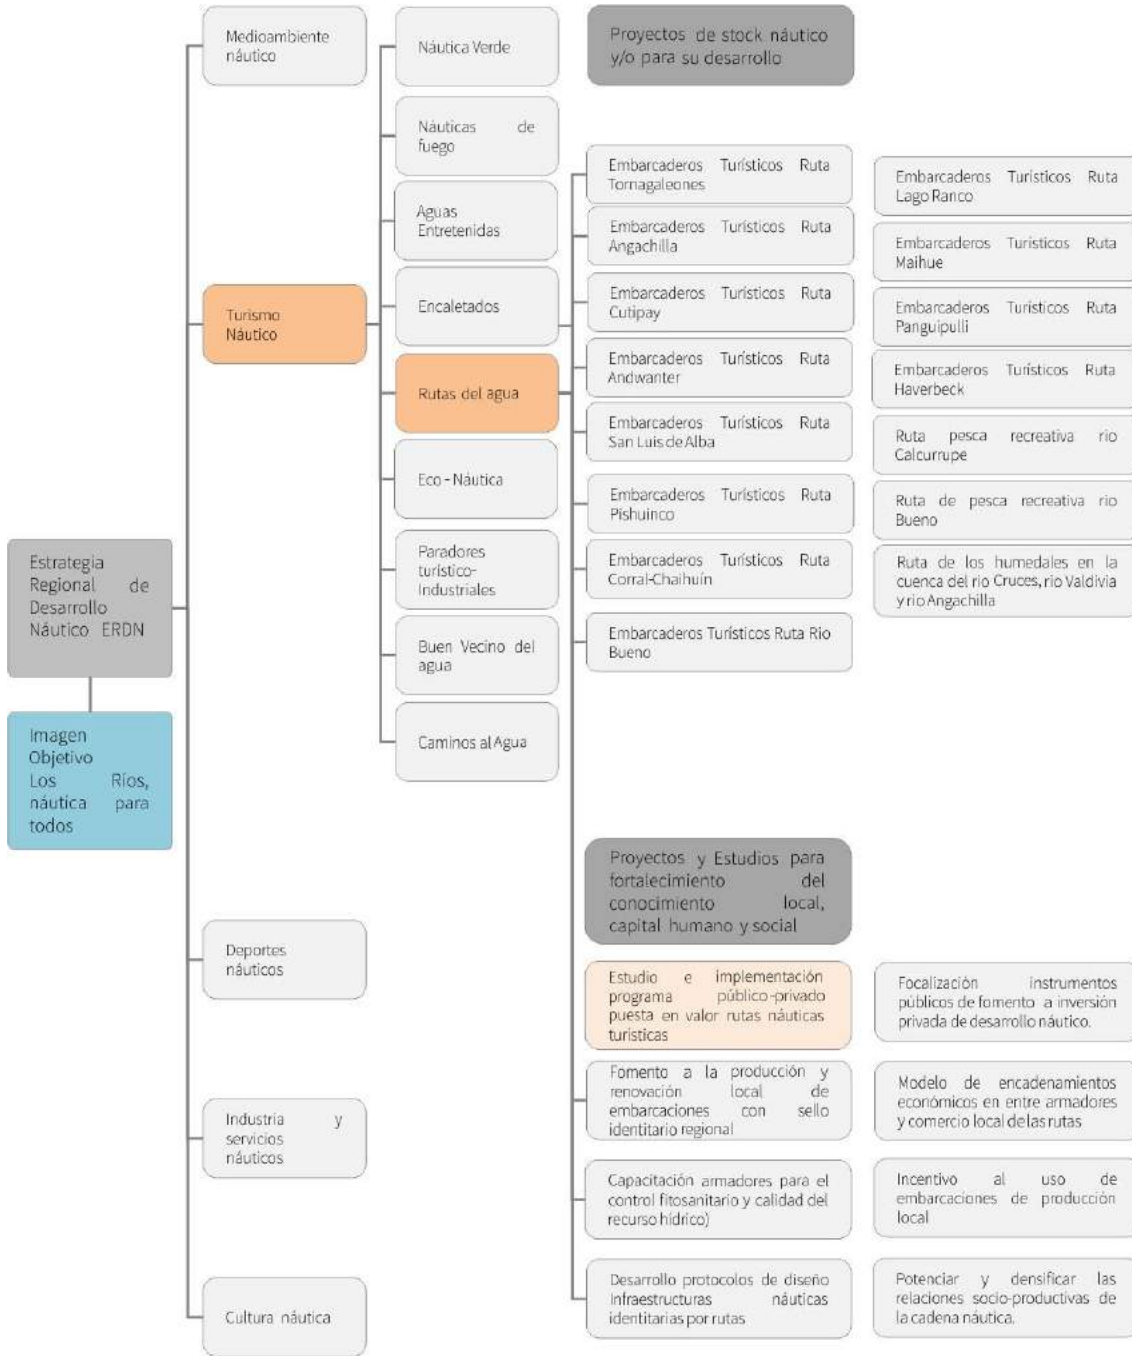 Estrategia
Regional de
Desarrollo
Náutico ERDN
Imagen
Objetivo
Los Ríos,
náutica para
todos
Medioambiente
náutico
Turismo
Náutico
Deportes
náuticos
Industria y
servicios
náuticos
Cultura náutica
Náutica Verde
Náuticas de
fuego
Aguas
Entretenidas
Encaletados
Rutas del agua
Eco - Náutica
Paradores
turístico-
Industriales
Buen Vecino del
agua
Caminos al Agua
Proyectos de stock náutico
y/o para su desarrollo
Embarcaderos Turísticos Ruta
Tornagaleones
Embarcaderos Turísticos Ruta
Angachilla
Embarcaderos Turísticos Ruta
Cutipay
Embarcaderos Turísticos Ruta
Andwanter
Embarcaderos Turísticos Ruta
San Luis de Alba
Embarcaderos Turísticos Ruta
Pishuinco
Embarcaderos Turísticos Ruta
Corral-Chaihuín
Embarcaderos Turísticos Ruta Río
Bueno
Embarcaderos Turísticos Ruta
Lago Ranco
Embarcaderos Turísticos Ruta
Maihue
Embarcaderos Turísticos Ruta
Panguipulli
Embarcaderos Turísticos Ruta
Haverbeck
Ruta pesca recreativa rio
Calcurrupe
Ruta de pesca recreativa rio
Bueno
Ruta de los humedales en la
cuenca del rio Cruces, rio Valdivia
y rio Angachilla
Proyectos y Estudios para
fortalecimiento del
conocimiento local,
capital humano y social
Estudio e implementación
programa público-privado
puesta en valor rutas náuticas
turísticas
Fomento a la producción y
renovación local de
embarcaciones con sello
identitario regional
Capacitación armadores para el
control fitosanitario y calidad del
recurso hídrico)
Desarrollo protocolos de diseño
Infraestructuras náuticas
identitarias por rutas
Focalización instrumentos
públicos de fomento a inversión
privada de desarrollo náutico.
Modelo de encadenamientos
económicos en entre armadores
y comercio local de las rutas
Incentivo al uso de
embarcaciones de producción
local
Potenciar y densificar las
relaciones socio-productivas de
la cadena náutica.